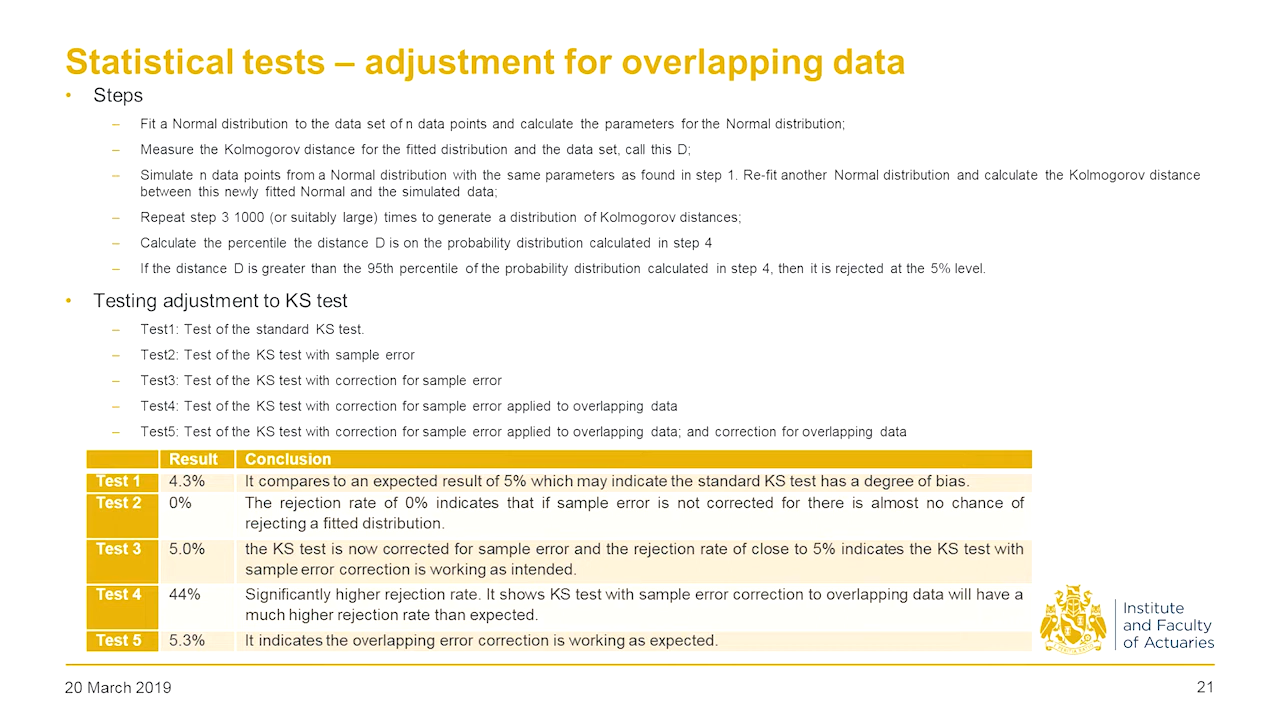 Statistical tests – adjustment for overlapping data
• Steps
– Fit a Normal distribution to the data set of n data points and calculate the parameters for the Normal distribution;
– Measure the Kolmogorov distance for the fitted distribution and the data set, call this D;
– Simulate n data points from a Normal distribution with the same parameters as found in step 1. Re-fit another Normal distribution and calculate the Kolmogorov distance
between this newly fitted Normal and the simulated data;
– Repeat step 3 1000 (or suitably large) times to generate a distribution of Kolmogorov distances;
– Calculate the percentile the distance D is on the probability distribution calculated in step 4
– If the distance D is greater than the 95th percentile of the probability distribution calculated in step 4, then it is rejected at the 5% level.
• Testing adjustment to KS test
– Test1: Test of the standard KS test.
– Test2: Test of the KS test with sample error
– Test3: Test of the KS test with correction for sample error
– Test4: Test of the KS test with correction for sample error applied to overlapping data
– Test5: Test of the KS test with correction for sample error applied to overlapping data; and correction for overlapping data
Result Conclusion
Test 1 4.3% It compares to an expected result of 5% which may indicate the standard KS test has a degree of bias.
Test 2 0% The rejection rate of 0% indicates that if sample error is not corrected for there is almost no chance of
rejecting a fitted distribution.
Test 3 5.0% the KS test is now corrected for sample error and the rejection rate of close to 5% indicates the KS test with
sample error correction is working as intended.
Test 4 44% Significantly higher rejection rate. It shows KS test with sample error correction to overlapping data will have a
much higher rejection rate than expected.
Test 5 5.3% It indicates the overlapping error correction is working as expected.
Institute
and Faculty
of Actuaries
20 March 2019
21